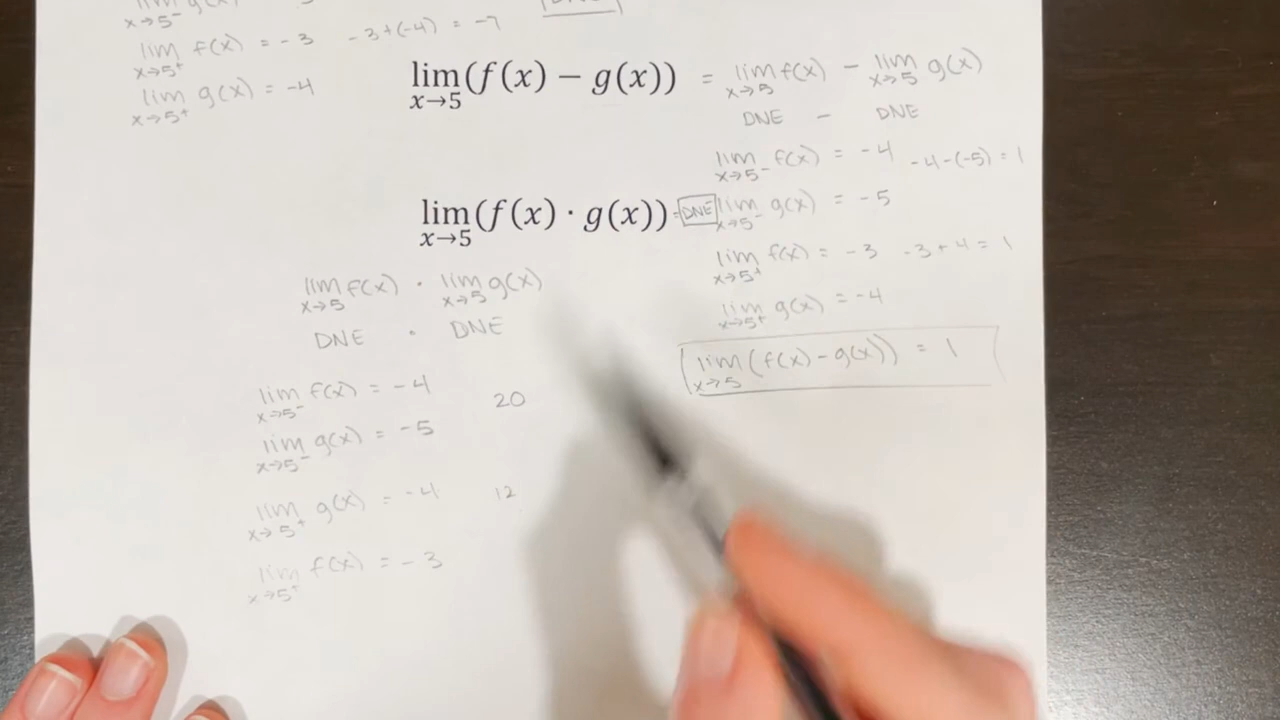 x→5⁻
lim f(x) = -3 -3+(-4) = -7
x→5⁺
lim g(x) = -4
x→5⁺
lim(f(x) − g(x)) = lim f(x) − lim g(x)
x→5 x→5 x→5
DNE − DNE
lim f(x) = -4 -4-(-5) = 1
x→5⁻
lim(f(x) · g(x)) = DNE lim g(x) = -5
x→5 x→5⁻
lim f(x) = -3 -3+4 = 1
x→5⁺
lim f(x) · lim g(x)
x→5 x→5
lim g(x) = -4
x→5⁺
DNE · DNE
lim (f(x) - g(x)) = 1
x→5
lim f(x) = -4 20
x→5⁻
lim g(x) = -5
x→5⁻
lim g(x) = -4 12
x→5⁺
lim f(x) = -3
x→5⁺